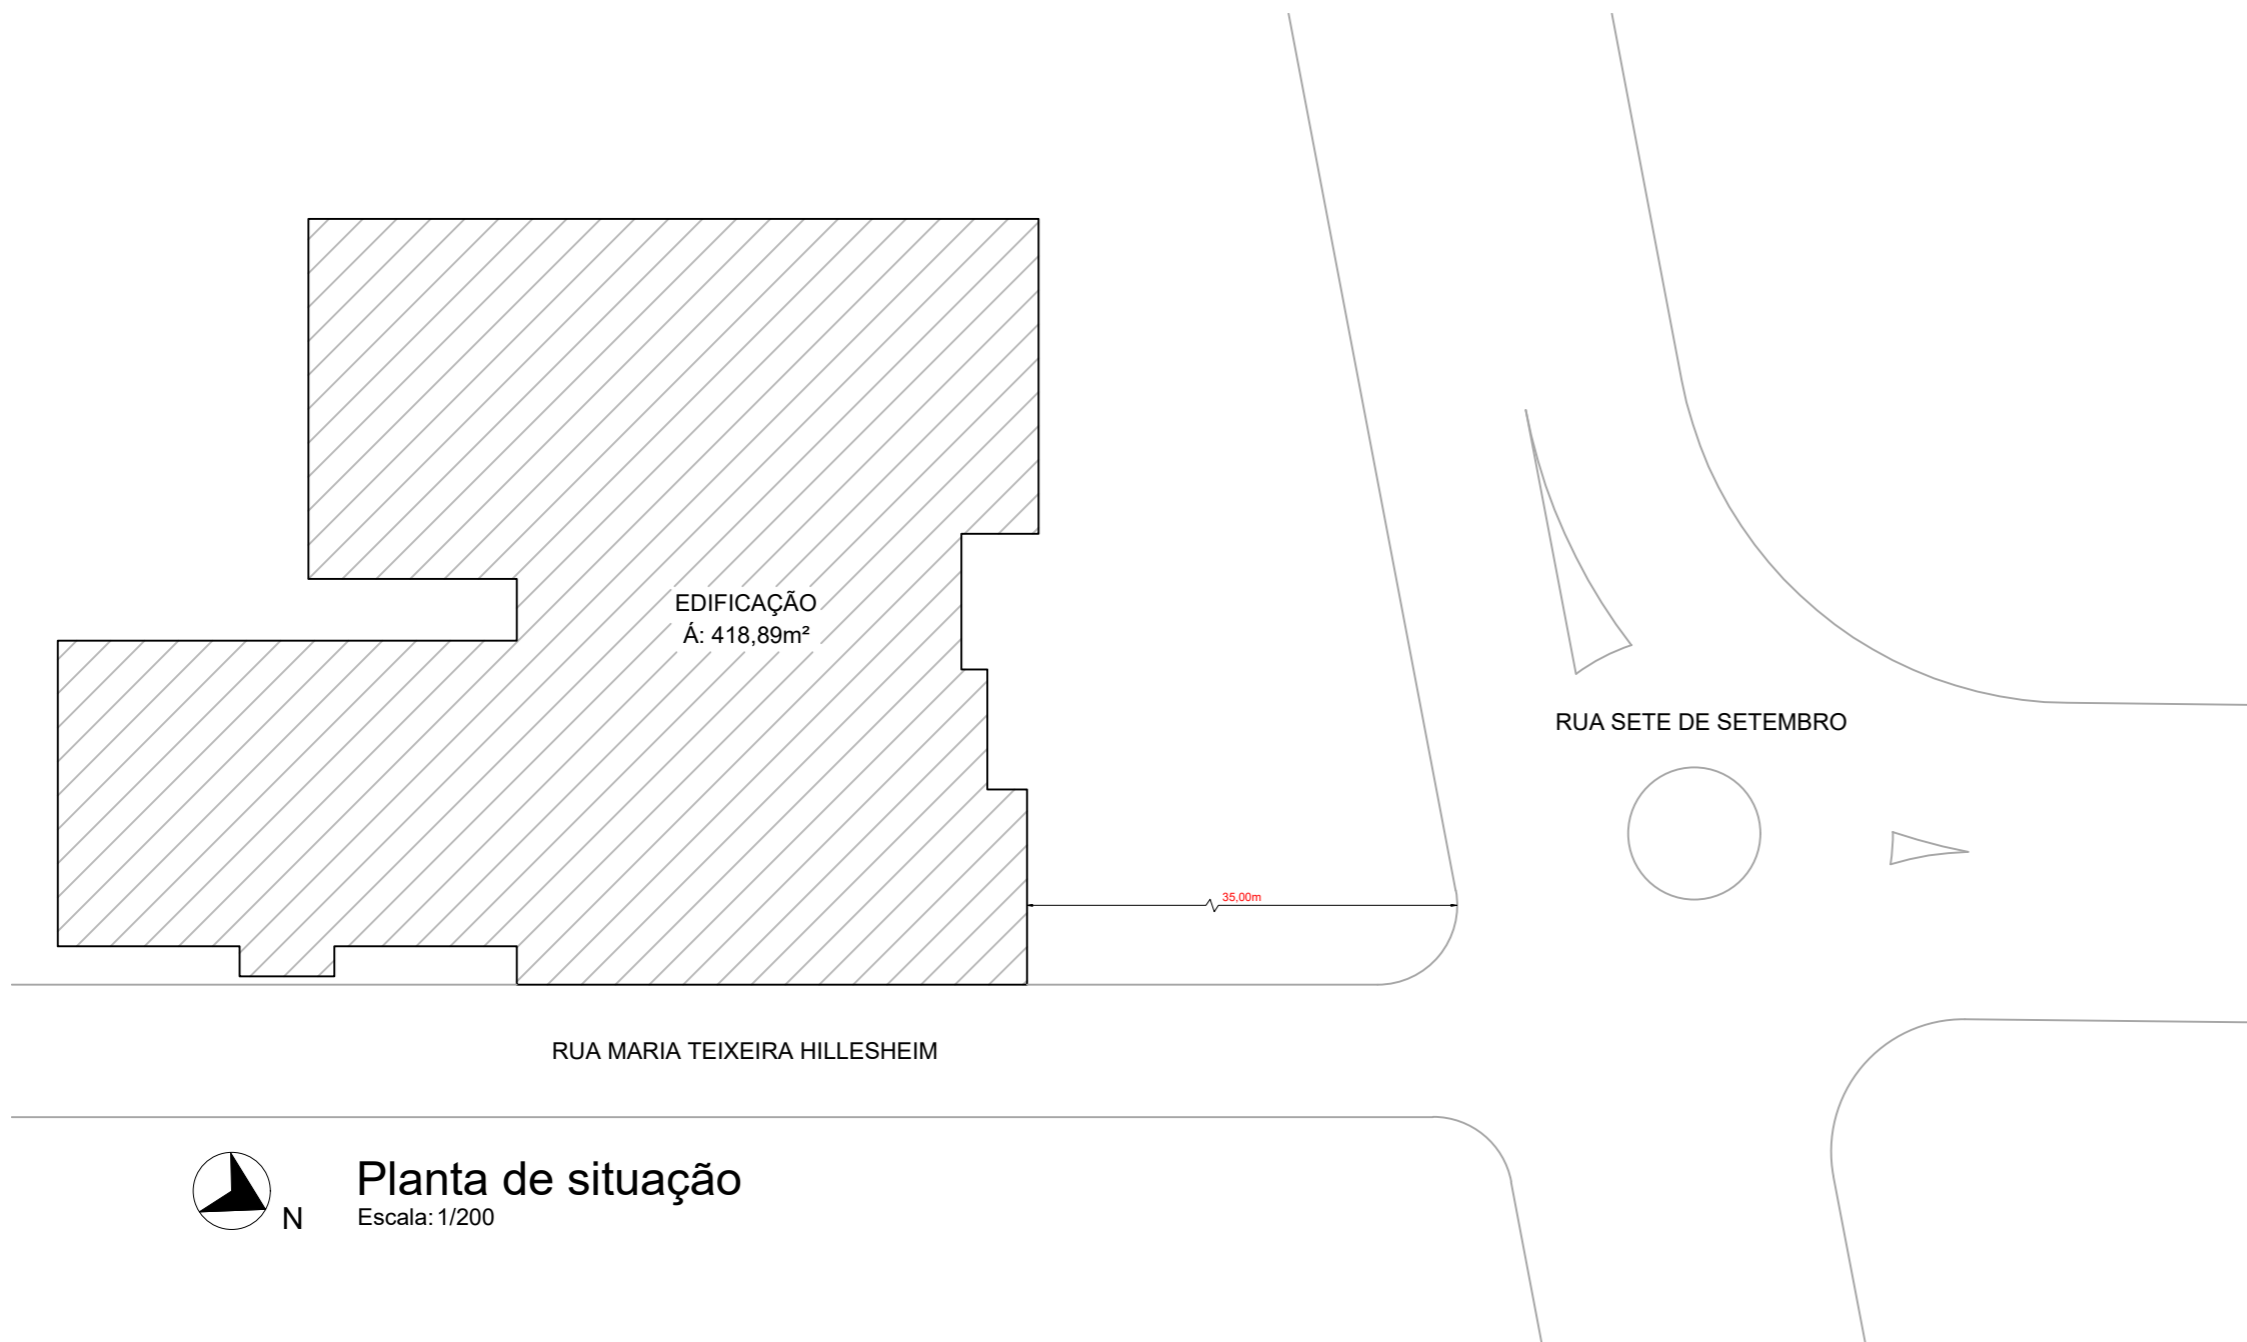 EDIFICAÇÃO
Á: 418,89m²
RUA SETE DE SETEMBRO
35,00m
RUA MARIA TEIXEIRA HILLESHEIM
N
Planta de situação
Escala: 1/200